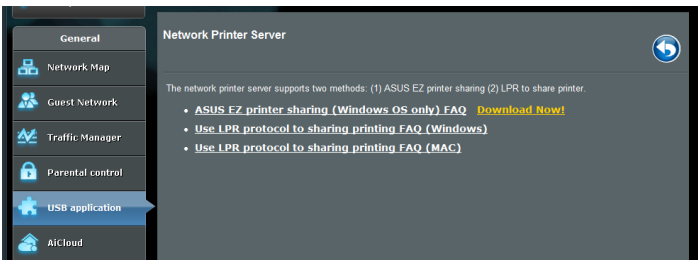 General
Network Map
Guest Network
Traffic Manager
Parental control
USB application
AiCloud
Network Printer Server
The network printer server supports two methods: (1) ASUS EZ printer sharing (2) LPR to share printer.
ASUS EZ printer sharing (Windows OS only) FAQ Download Now!
Use LPR protocol to sharing printing FAQ (Windows)
Use LPR protocol to sharing printing FAQ (MAC)